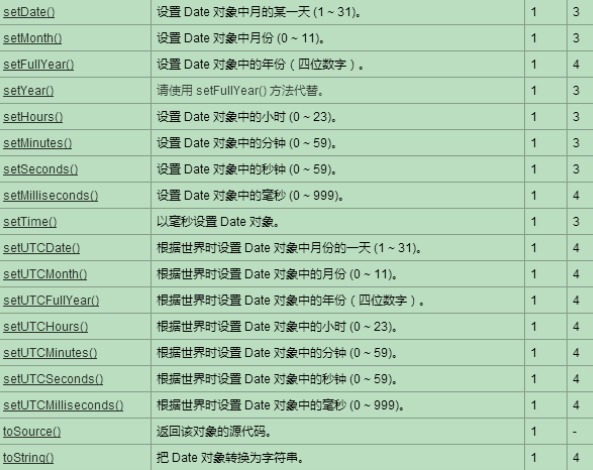 setDate() 设置 Date 对象中月的某一天 (1 ~ 31)。 1 3
setMonth() 设置 Date 对象中月份 (0 ~ 11)。 1 3
setFullYear() 设置 Date 对象中的年份（四位数字）。 1 4
setYear() 请使用 setFullYear() 方法代替。 1 3
setHours() 设置 Date 对象中的小时 (0 ~ 23)。 1 3
setMinutes() 设置 Date 对象中的分钟 (0 ~ 59)。 1 3
setSeconds() 设置 Date 对象中的秒钟 (0 ~ 59)。 1 3
setMilliseconds() 设置 Date 对象中的毫秒 (0 ~ 999)。 1 4
setTime() 以毫秒设置 Date 对象。 1 3
setUTCDate() 根据世界时设置 Date 对象中月份的一天 (1 ~ 31)。 1 4
setUTCMonth() 根据世界时设置 Date 对象中的月份 (0 ~ 11)。 1 4
setUTCFullYear() 根据世界时设置 Date 对象中的年份（四位数字）。 1 4
setUTCHours() 根据世界时设置 Date 对象中的小时 (0 ~ 23)。 1 4
setUTCMinutes() 根据世界时设置 Date 对象中的分钟 (0 ~ 59)。 1 4
setUTCSeconds() 根据世界时设置 Date 对象中的秒钟 (0 ~ 59)。 1 4
setUTCMilliseconds() 根据世界时设置 Date 对象中的毫秒 (0 ~ 999)。 1 4
toSource() 返回该对象的源代码。 1 -
toString() 把 Date 对象转换为字符串。 1 4